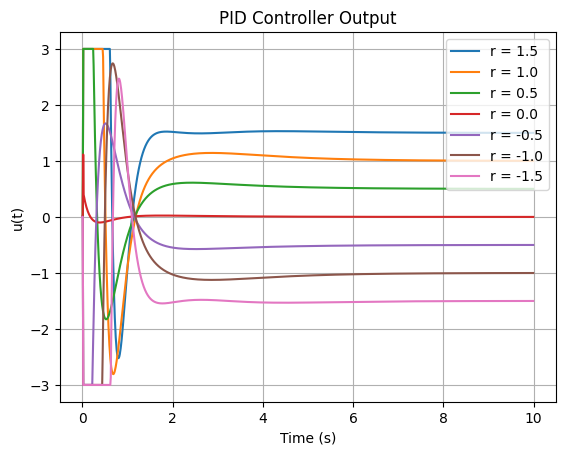 PID Controller Output
r = 1.5
r = 1.0
r = 0.5
r = 0.0
r = -0.5
r = -1.0
r = -1.5
u(t)
3
2
1
0
−1
−2
−3
0
2
4
6
8
10
Time (s)